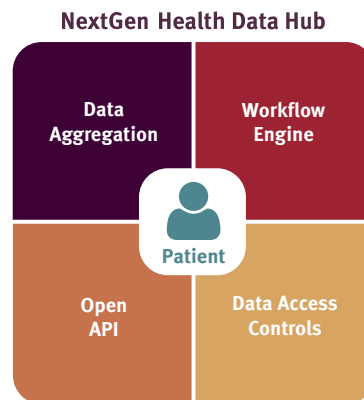 NextGen Health Data Hub
Data
Aggregation
Workflow
Engine
Patient
Open
API
Data Access
Controls